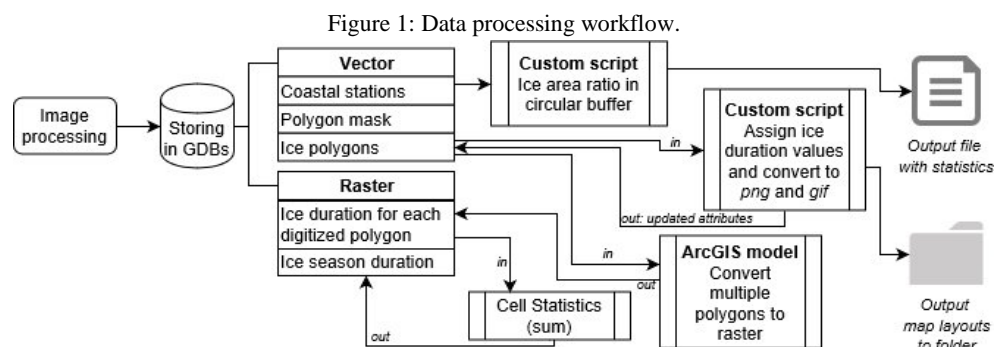 Figure 1: Data processing workflow.
Image
processing
Storing
in GDBs
Vector
Coastal stations
Polygon mask
Ice polygons
Raster
Ice duration for each
digitized polygon
Ice season duration
Custom script
Ice area ratio in
circular buffer
in
Custom script
Assign ice
duration values
and convert to
png and gif
out: updated attributes
in
out
ArcGIS model
Convert
multiple
polygons to
raster
in
Cell Statistics
(sum)
out
Output file
with statistics
Output
map layouts
to folder